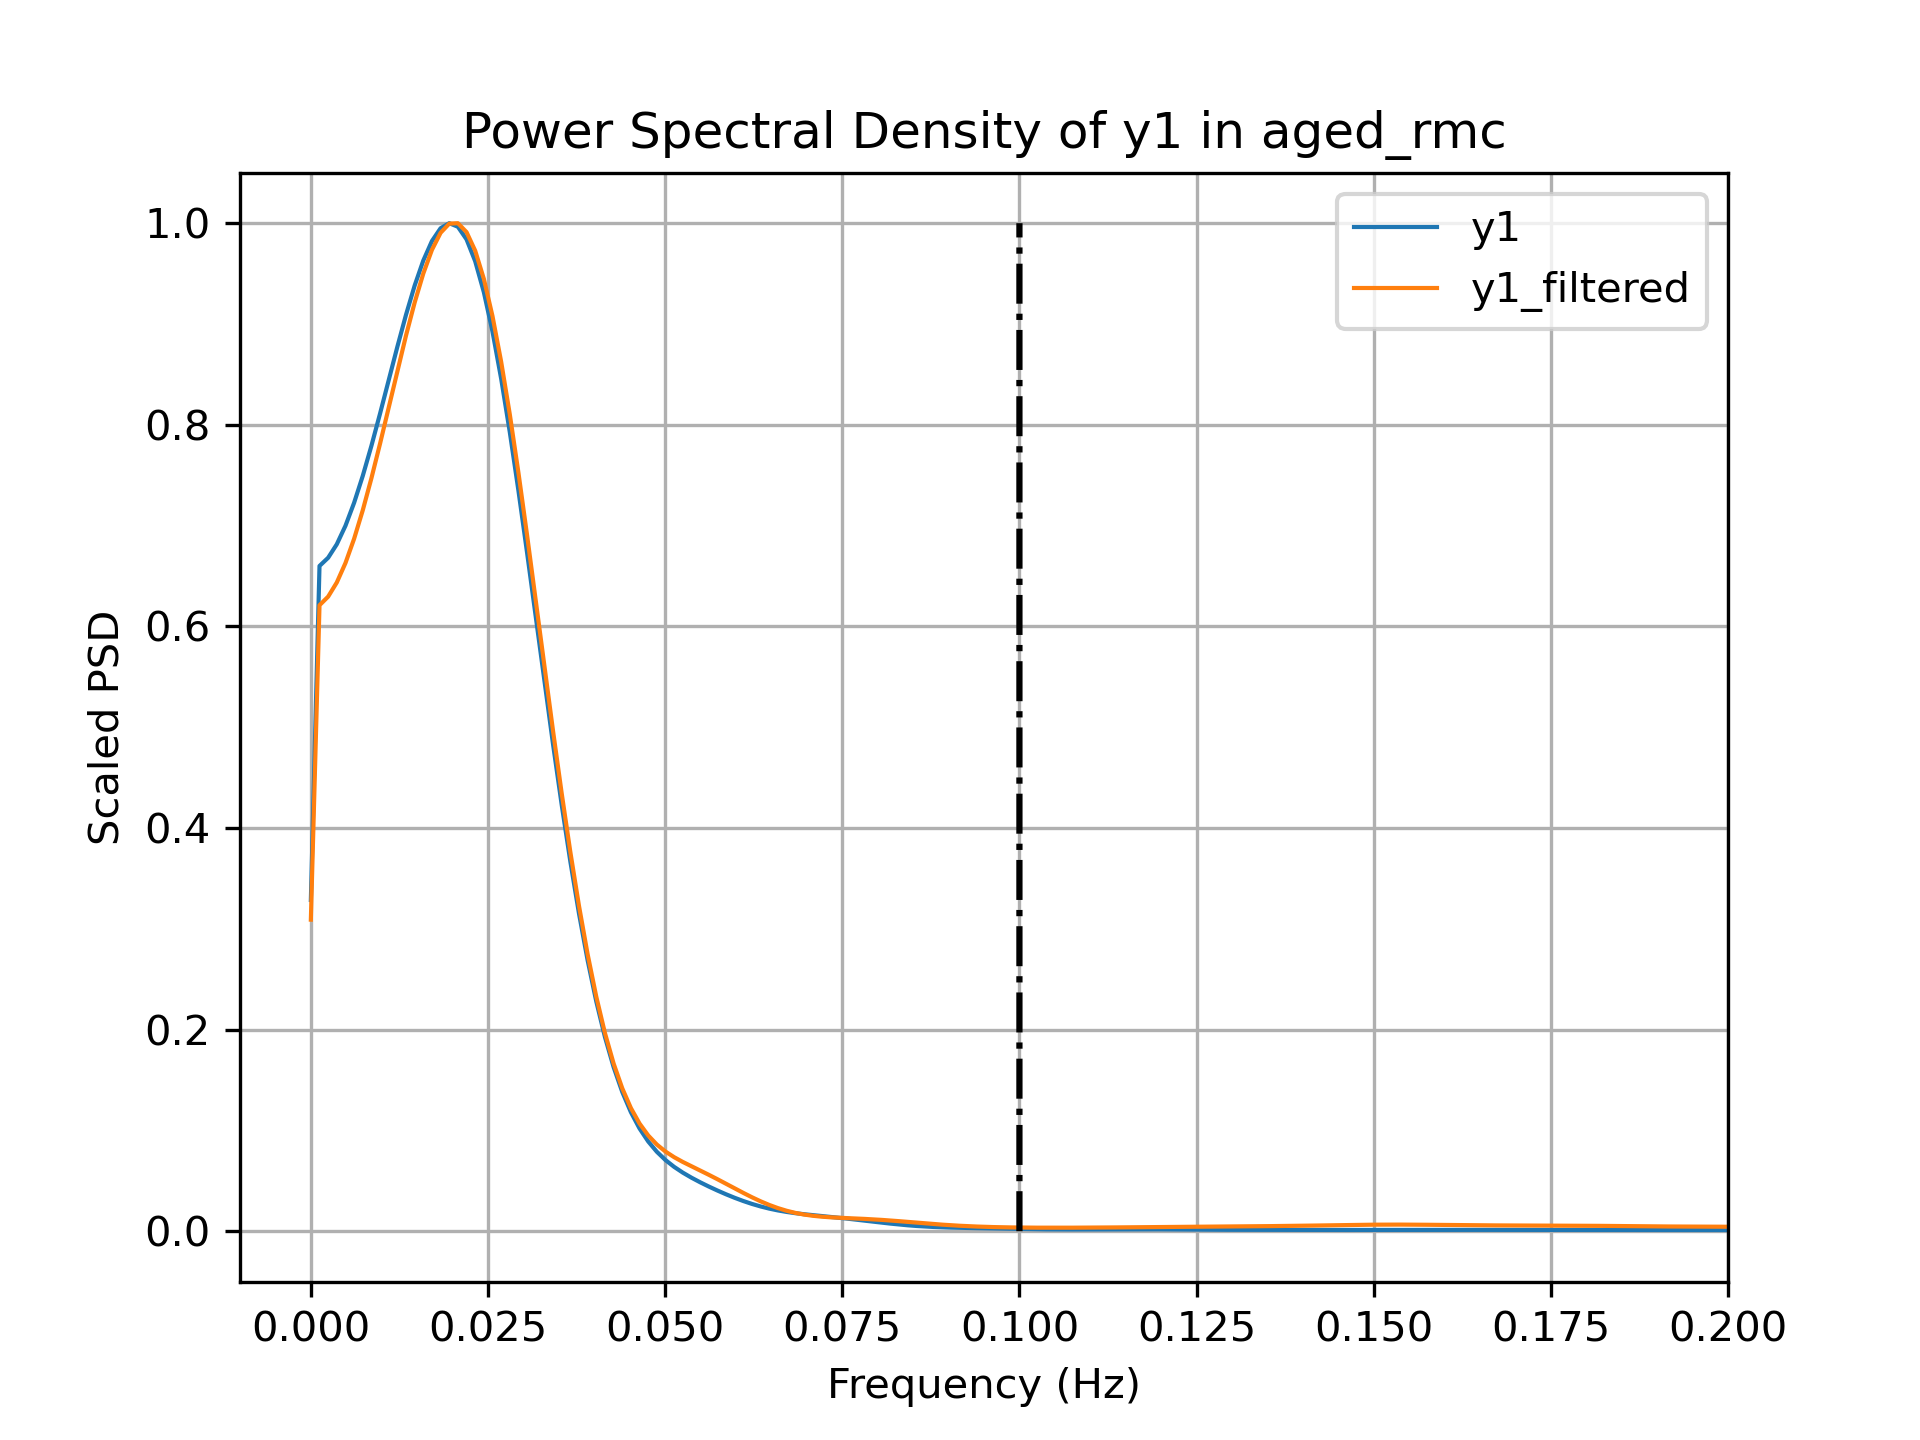 Power Spectral Density of y1 in aged_rmc
y1
y1_filtered
1.0
0.8
0.6
0.4
0.2
0.0
Scaled PSD
0.000 0.025 0.050 0.075 0.100 0.125 0.150 0.175 0.200
Frequency (Hz)